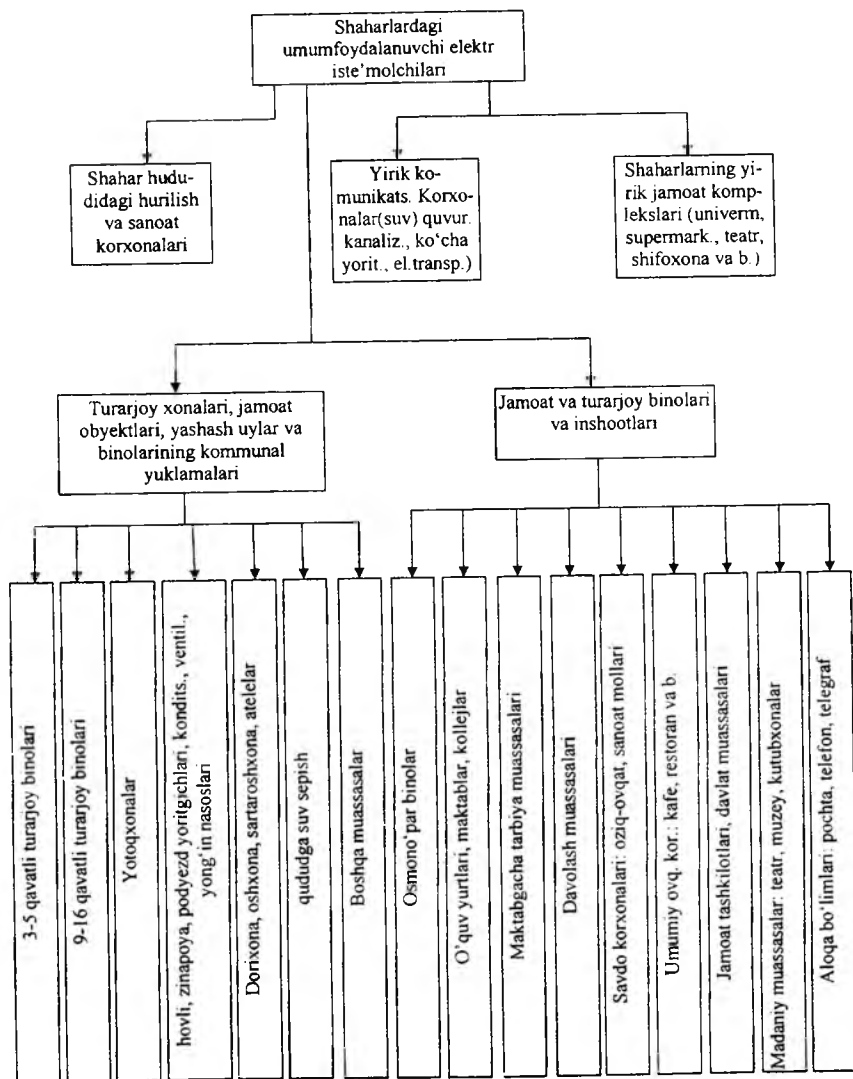 Shaharlardagi
umumfoydalanuvchi elektr
iste’molchilari
Shahar hudu-
didagi hurilish
va sanoat
korxonalari
Yirik ko-
munikats. Korxo-
nalar(suv) quvur.
kanaliz., ko‘cha
yorit., el.transp.)
Shaharlarning yi-
rik jamoat komp-
lekslari (univerm,
supermark., teatr,
shifoxona va b.)
Turarjoy xonalari, jamoat
obyektlari, yashash uylar va
binolarining kommunal
yuklamalari
Jamoat va turarjoy binolari
va inshootlari
3-5 qavatli turarjoy binolari
9-16 qavatli turarjoy binolari
Yotoqxonalar
hovli, zinapoya, podyezd yoritgichlari, kondits., ventil.,
yong‘in nasoslari
Dorixona, oshxona, sartaroshxona, atelelar
qududga suv sepish
Boshqa muassasalar
Osmono’par binolar
O’quv yurtlari, maktablar, kollejlar
Maktabgacha tarbiya muassasalari
Davolash muassasalari
Savdo korxonalari: oziq-ovqat, sanoat mollari
Umumiy ovq. kor.: kafe, restoran va b.
Jamoat tashkilotlari, davlat muassasalari
Madaniy muassasalar: teatr, muzey, kutubxonalar
Aloqa bo‘limlari: pochta, telefon, telegraf